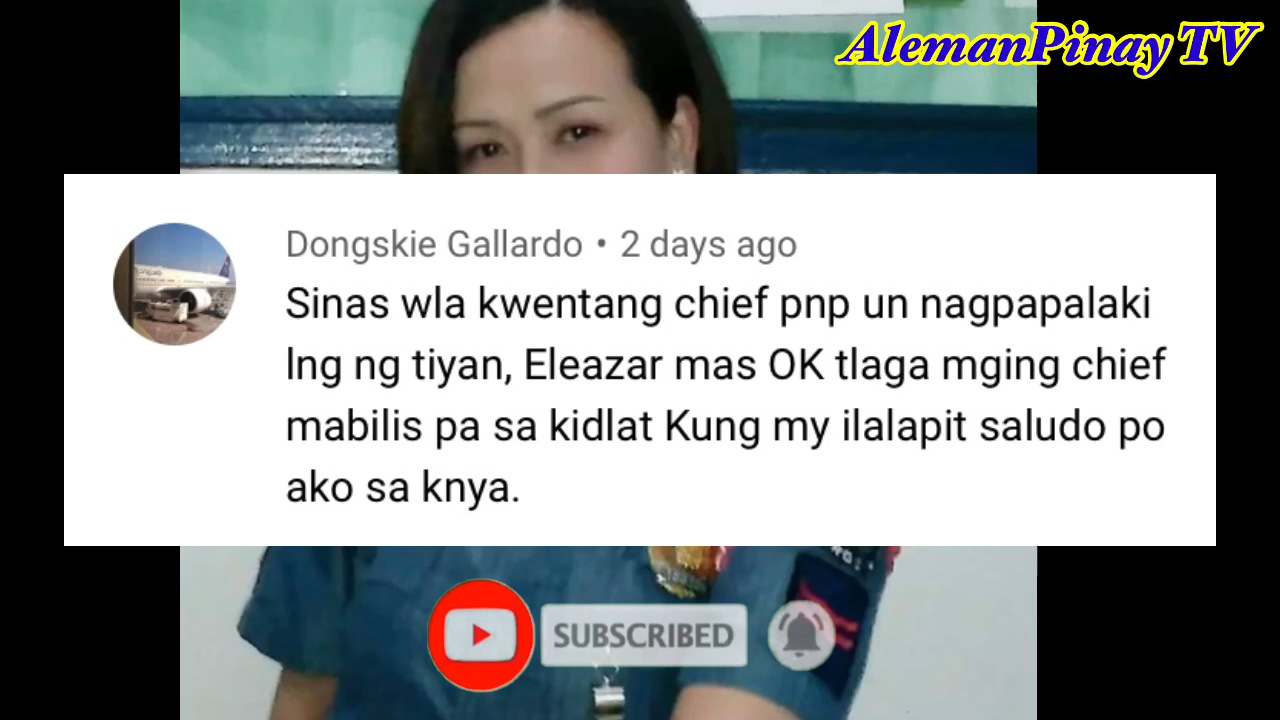 AlemanPinay TV
Dongskie Gallardo • 2 days ago
Sinas wla kwentang chief pnp un nagpapalaki
lng ng tiyan, Eleazar mas OK tlaga mging chief
mabilis pa sa kidlat Kung my ilalapit saludo po
ako sa knya.
SUBSCRIBED